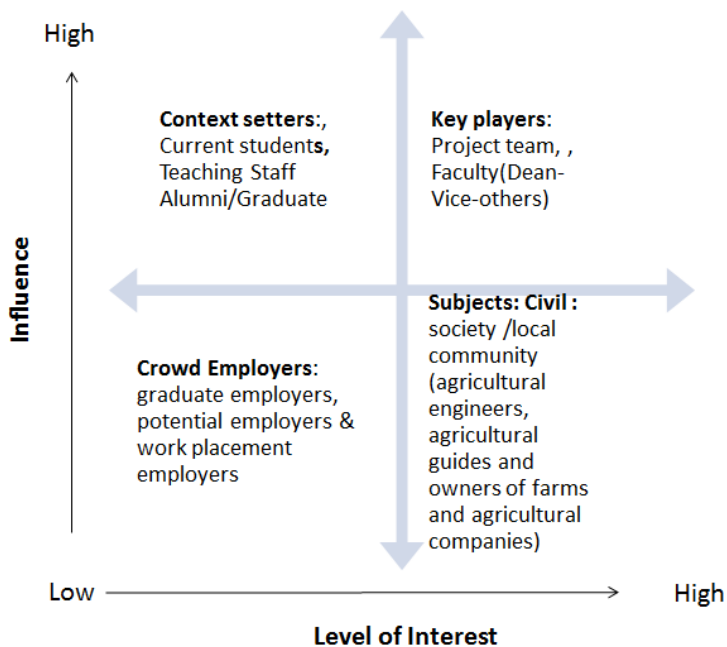 High
Context setters:,
Current students,
Teaching Staff
Alumni/Graduate
Key players:
Project team, ,
Faculty(Dean-
Vice-others)
Influence
Crowd Employers:
graduate employers,
potential employers &
work placement
employers
Subjects: Civil :
society /local
community
(agricultural
engineers,
agricultural
guides and
owners of farms
and agricultural
companies)
Low
High
Level of Interest